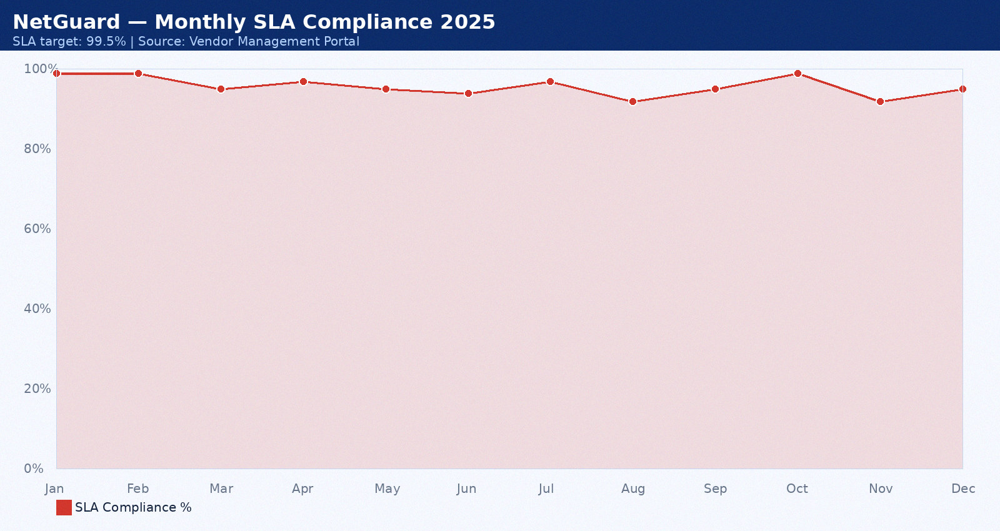 NetGuard — Monthly SLA Compliance 2025
SLA target: 99.5% | Source: Vendor Management Portal
100%
80%
60%
40%
20%
0%
Jan Feb Mar Apr May Jun Jul Aug Sep Oct Nov Dec
SLA Compliance %